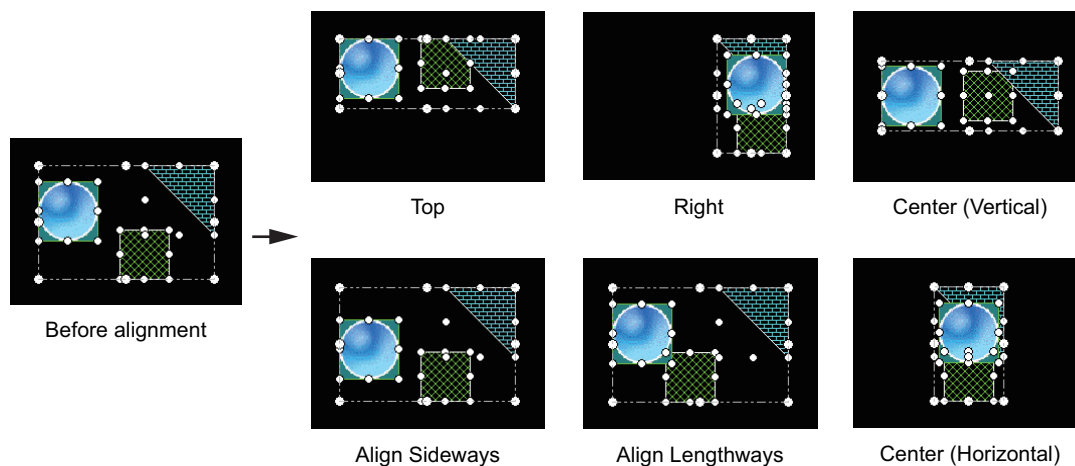 Top
Right
Center (Vertical)
Before alignment
Align Sideways
Align Lengthways
Center (Horizontal)